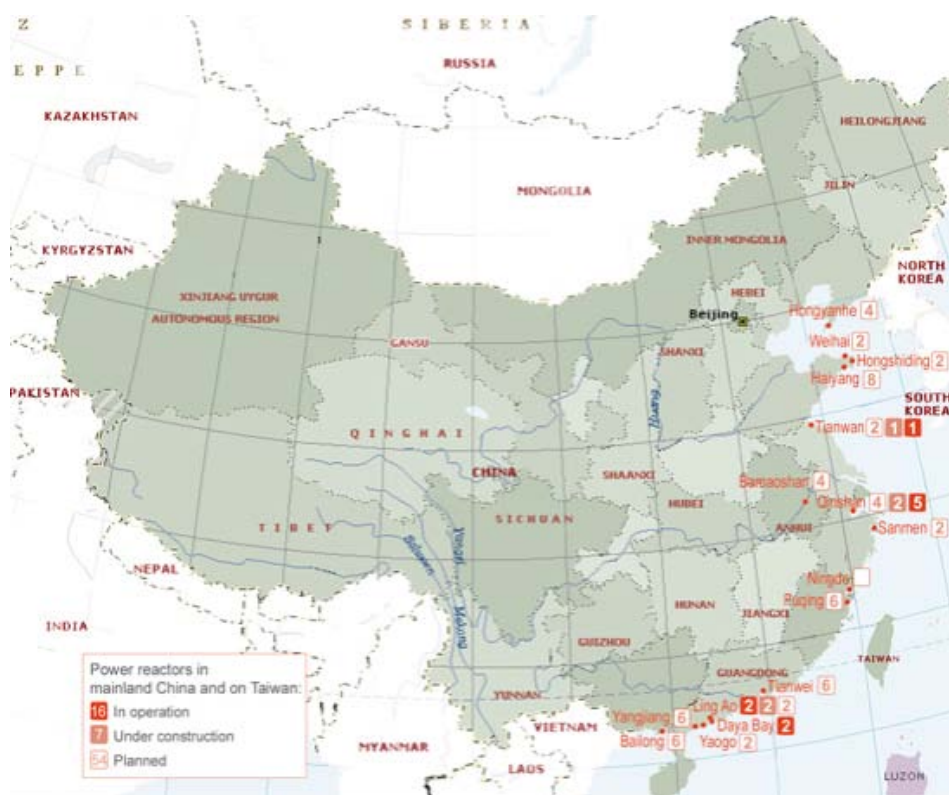 Z
SIBERIA
EPPE
RUSSIA
KAZAKHSTAN
HEILONGJIANG
MONGOLIA
JILIN
KYRGYZSTAN
INNER MONGOLIA
NORTH
KOREA
XINJIANG UYGUR
AUTONOMOUS REGION
HEBEI
Hongyanhe 4
Beijing
GANSU
SHANXI
Weihai 2
Hongshiding 2
Haiyang 8
PAKISTAN
SOUTH
KOREA
Tianwan 2 1 1
QINGHAI
CHINA
SHAANXI
4
Qinshan 4 2 5
HUBEI
SICHUAN
ANHUI
Sanmen 2
TIBET
Yangzi
Salween
Mekong
NEPAL
Ningde
HUNAN
JIANGXI
6
INDIA
GUIZHOU
TAIWAN
GUANGDONG
Tianwei 6
Power reactors in
mainland China and on Taiwan:
16 In operation
7 Under construction
54 Planned
YUNNAN
Ling Ao 2 2 2
Yangjiang 6
Daya Bay 2
VIETNAM
Bailong 6
Yaogo 2
MYANMAR
LAOS
LUZON